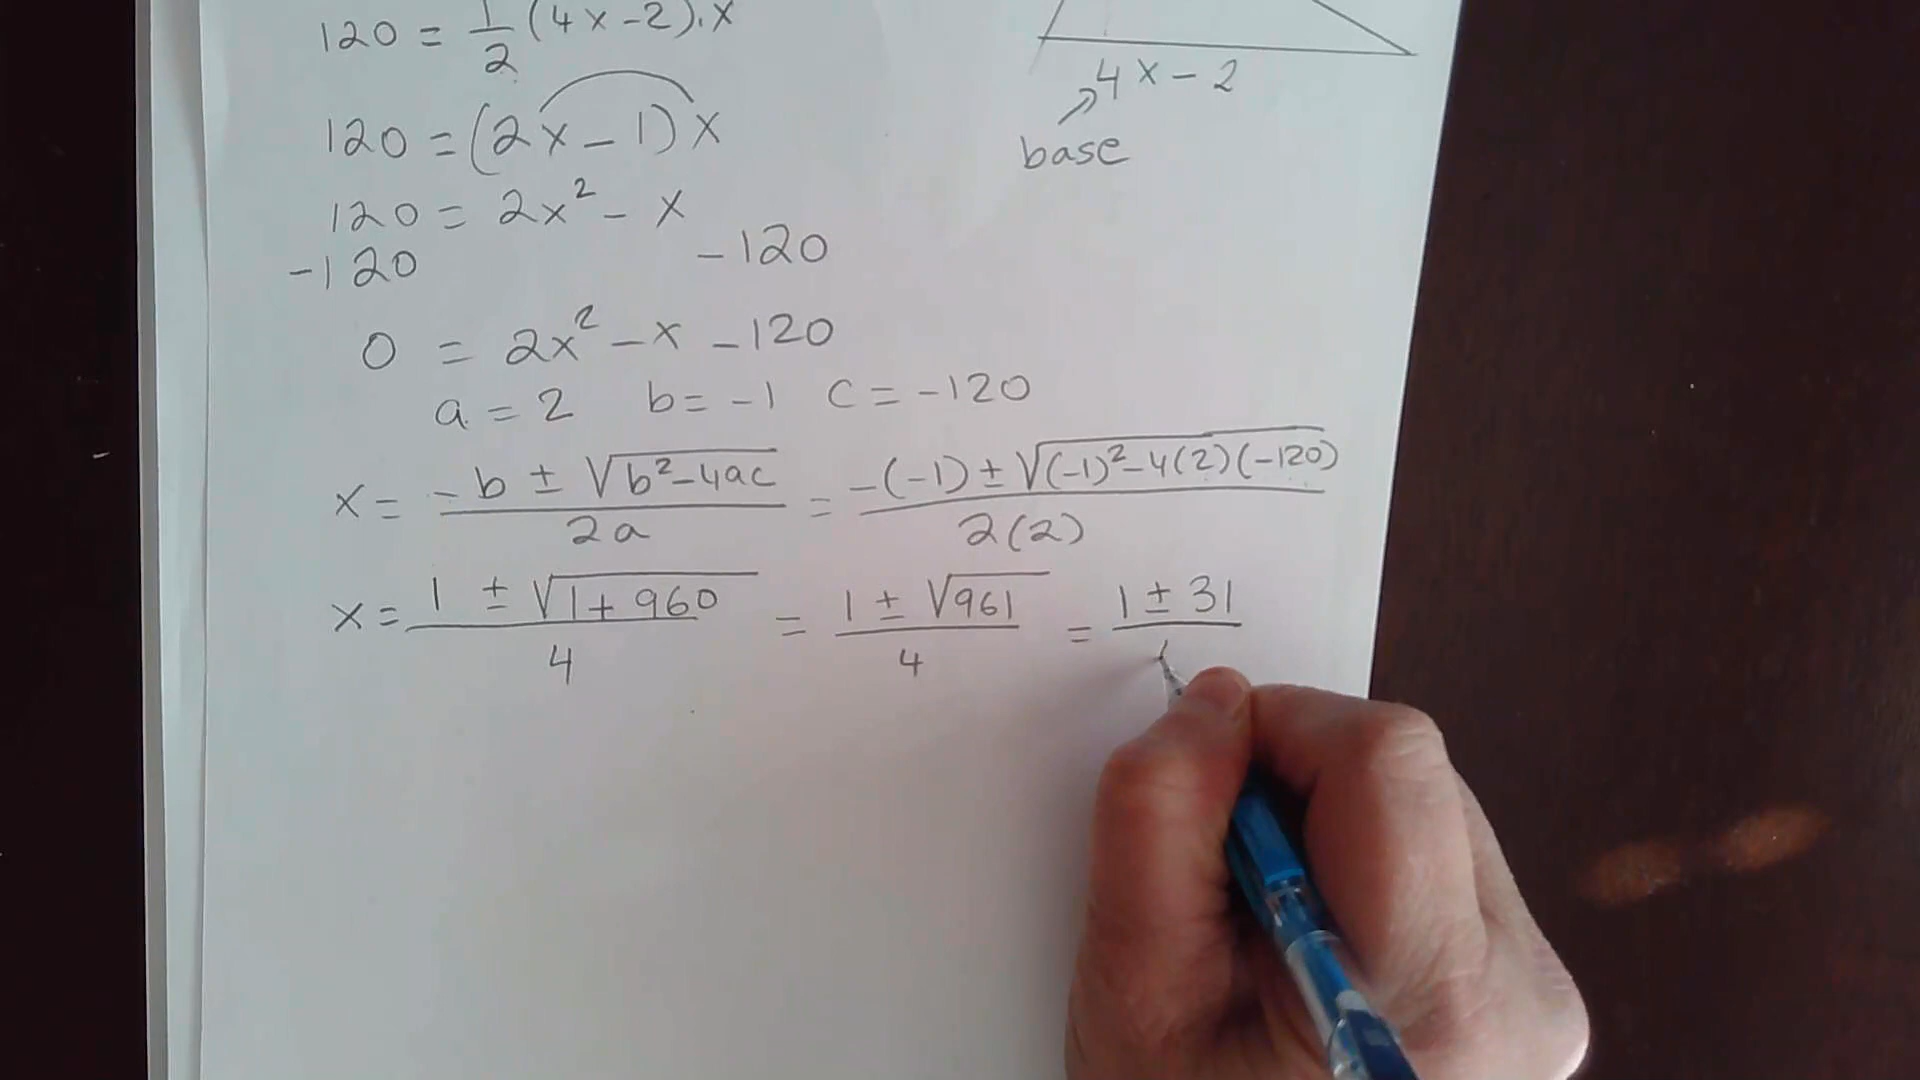 120 = 1/2 (4x-2).x
4x-2
base
120 = (2x-1)x
120 = 2x² - x
-120 -120
0 = 2x² - x - 120
a = 2 b = -1 c = -120
x = -b ± √b²-4ac / 2a = -(-1) ± √(-1)²-4(2)(-120) / 2(2)
x = 1 ± √1+960 / 4 = 1 ± √961 / 4 = 1 ± 31